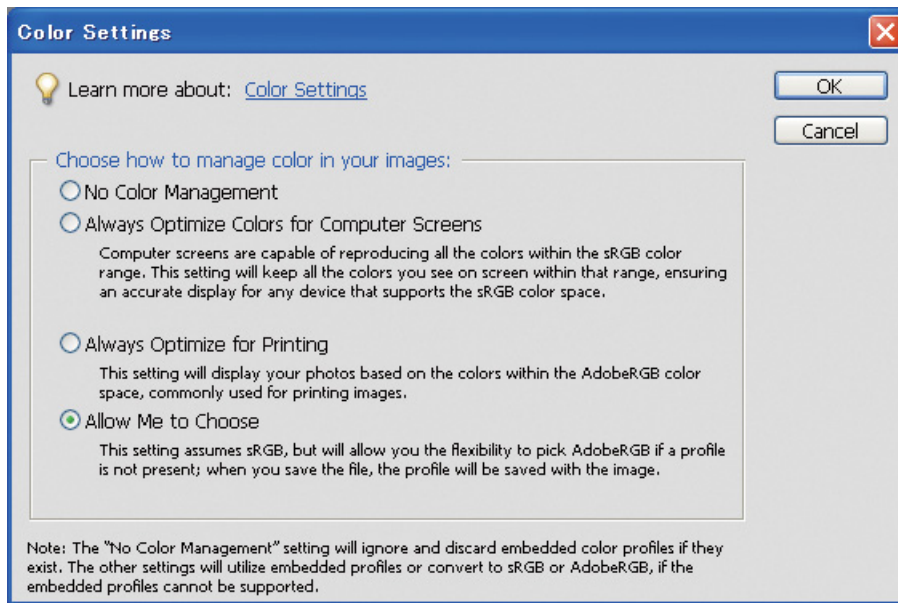 Color Settings
Learn more about: Color Settings
OK
Cancel
Choose how to manage color in your images:
No Color Management
Always Optimize Colors for Computer Screens
Computer screens are capable of reproducing all the colors within the sRGB color
range. This setting will keep all the colors you see on screen within that range, ensuring
an accurate display for any device that supports the sRGB color space.
Always Optimize for Printing
This setting will display your photos based on the colors within the AdobeRGB color
space, commonly used for printing images.
Allow Me to Choose
This setting assumes sRGB, but will allow you the flexibility to pick AdobeRGB if a profile
is not present; when you save the file, the profile will be saved with the image.
Note: The "No Color Management" setting will ignore and discard embedded color profiles if they
exist. The other settings will utilize embedded profiles or convert to sRGB or AdobeRGB, if the
embedded profiles cannot be supported.